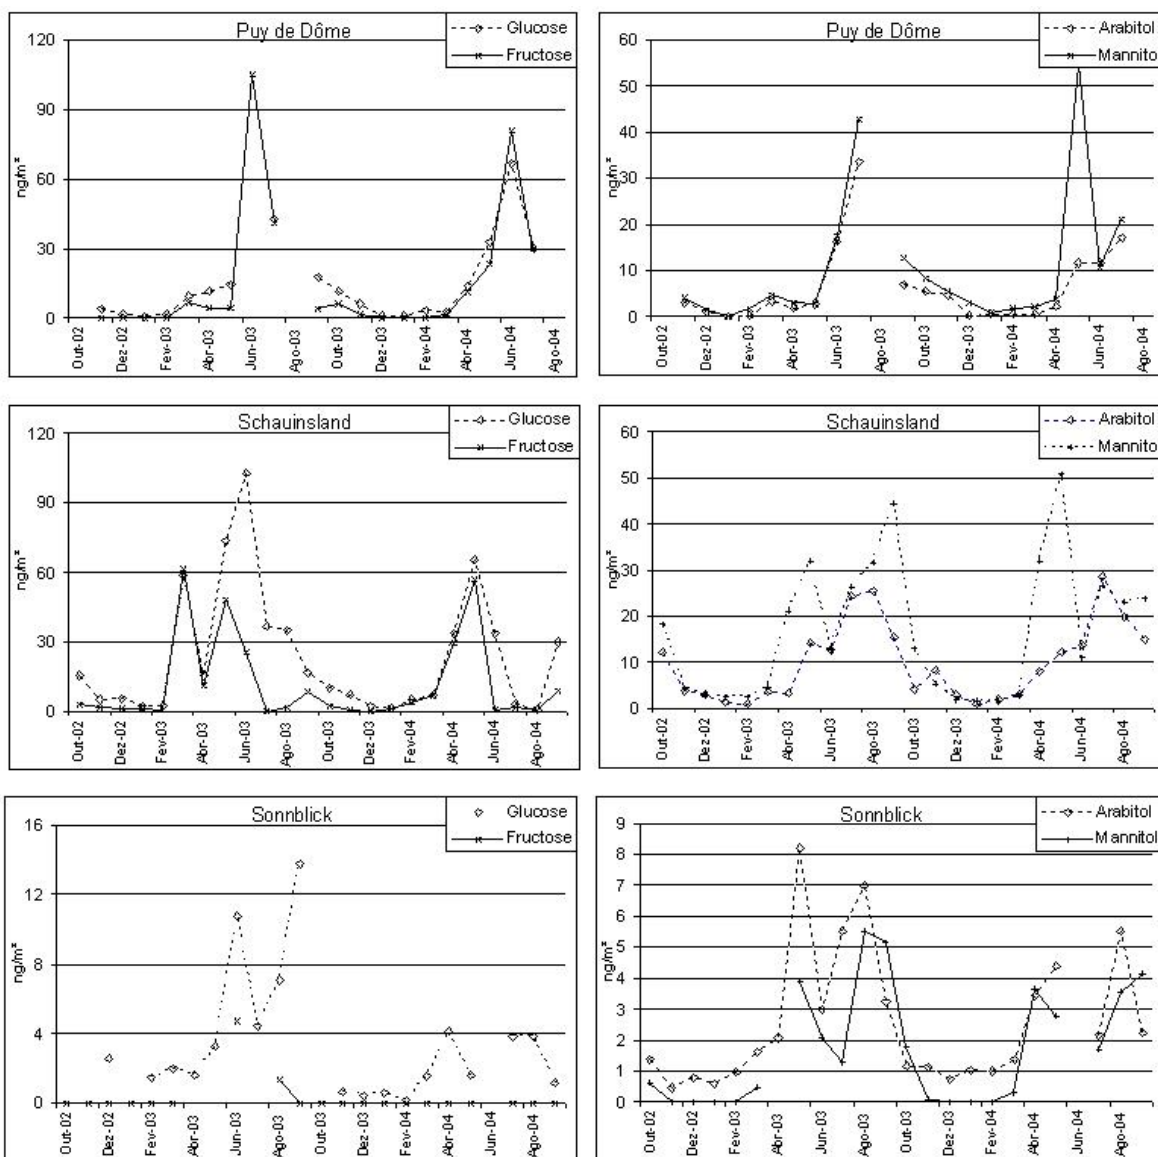 Puy de Dôme
Glucose
Fructose
120
90
60
30
0
ng/m³
Out-02
Dez-02
Fev-03
Abr-03
Jun-03
Ago-03
Out-03
Dez-03
Fev-04
Abr-04
Jun-04
Ago-04
Puy de Dôme
Arabitol
Mannito
60
50
40
30
20
10
0
ng/m³
Out-02
Dez-02
Fev-03
Abr-03
Jun-03
Ago-03
Out-03
Dez-03
Fev-04
Abr-04
Jun-04
Ago-04
Schauinsland
Glucose
Fructose
120
90
60
30
0
ng/m³
Out-02
Dez-02
Fev-03
Abr-03
Jun-03
Ago-03
Out-03
Dez-03
Fev-04
Abr-04
Jun-04
Ago-04
Schauinsland
Arabitol
Mannito
60
50
40
30
20
10
0
ng/m³
Out-02
Dez-02
Fev-03
Abr-03
Jun-03
Ago-03
Out-03
Dez-03
Fev-04
Abr-04
Jun-04
Ago-04
Sonnblick
Glucose
Fructose
16
12
8
4
0
ng/m³
Out-02
Dez-02
Fev-03
Abr-03
Jun-03
Ago-03
Out-03
Dez-03
Fev-04
Abr-04
Jun-04
Ago-04
Sonnblick
Arabitol
Mannitol
9
8
7
6
5
4
3
2
1
0
ng/m³
Out-02
Dez-02
Fev-03
Abr-03
Jun-03
Ago-03
Out-03
Dez-03
Fev-04
Abr-04
Jun-04
Ago-04